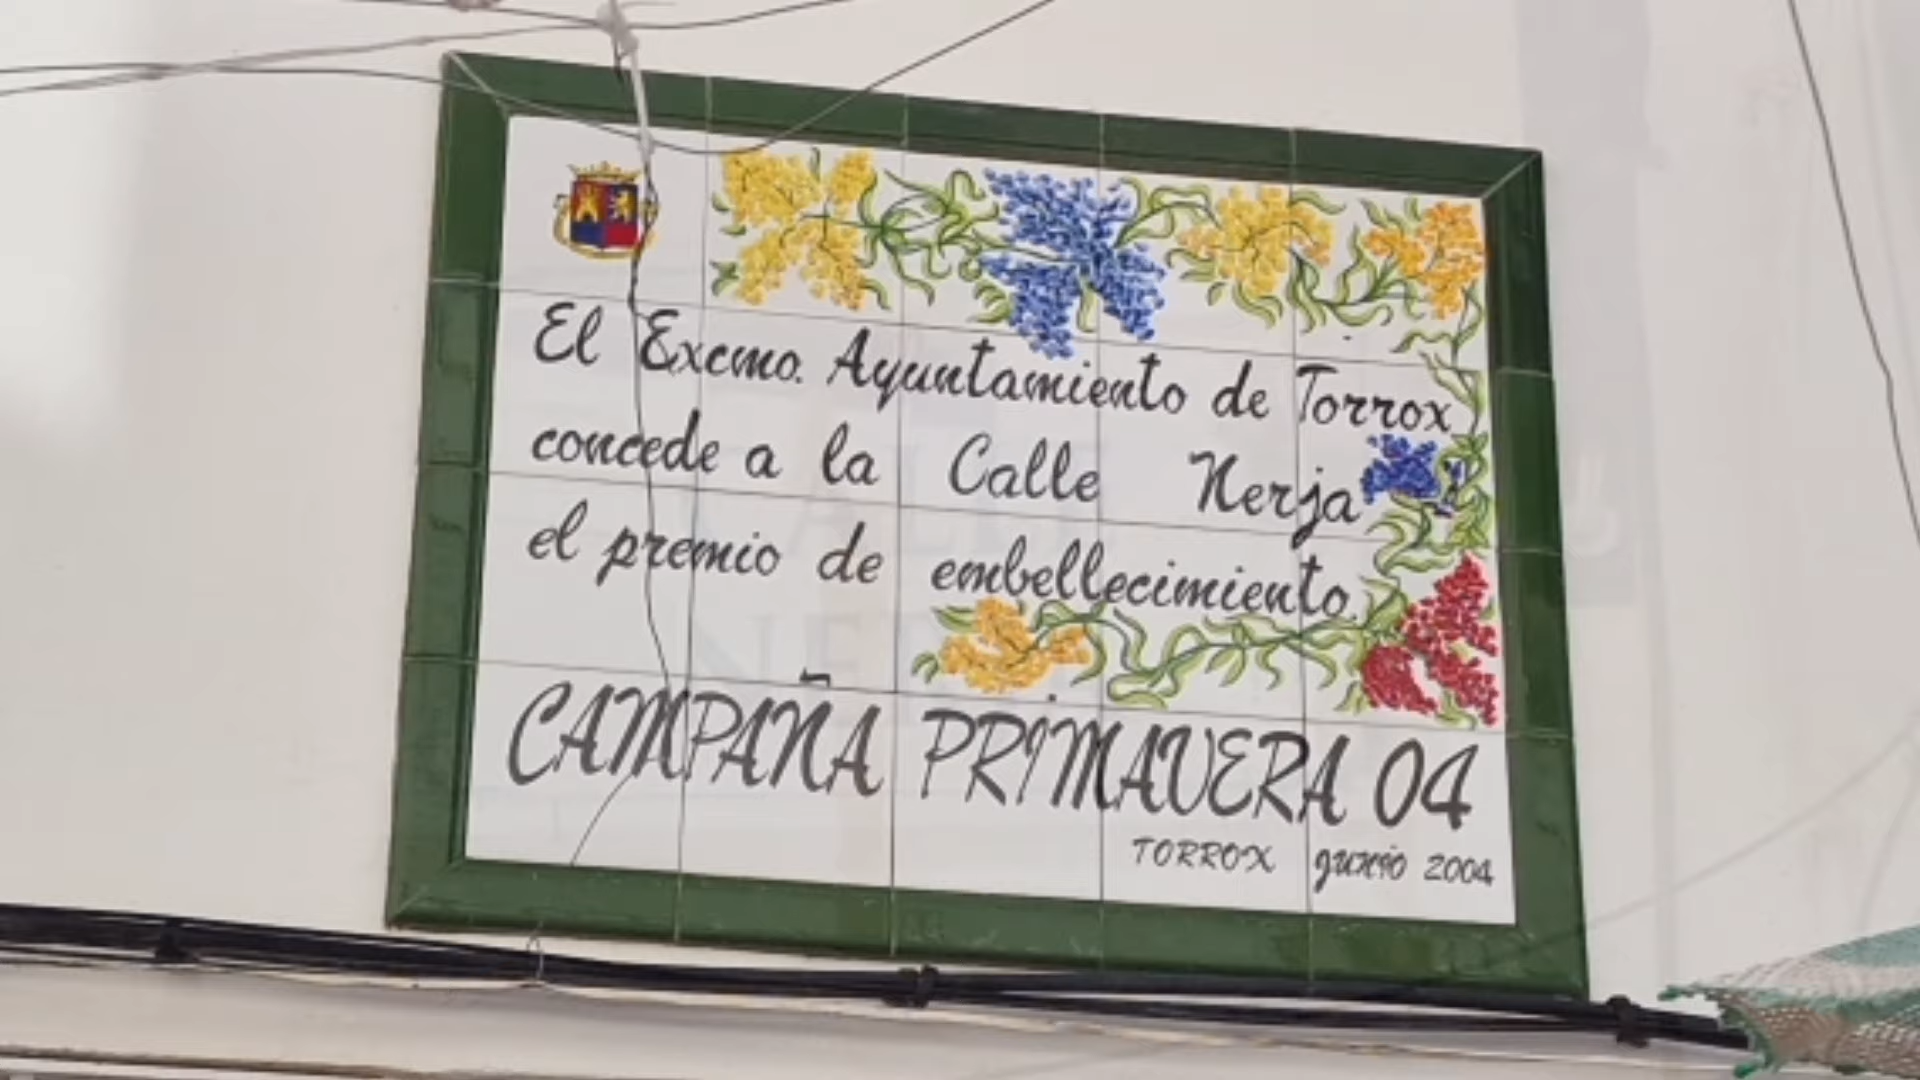 El Excmo. Ayuntamiento de Torrox
concede a la Calle Nerja
el premio de embellecimiento
CAMPAÑA PRIMAVERA 04
TORROX junio 2004